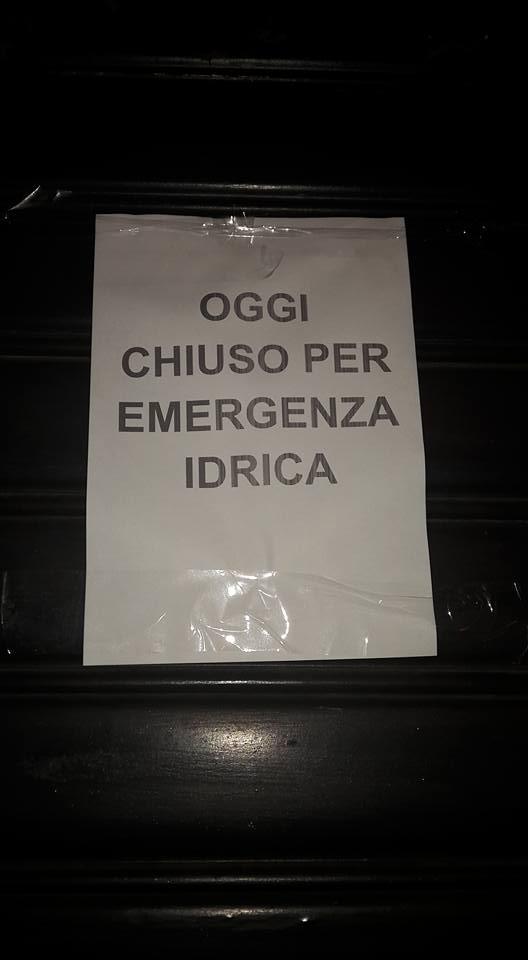 OGGI
CHIUSO PER
EMERGENZA
IDRICA